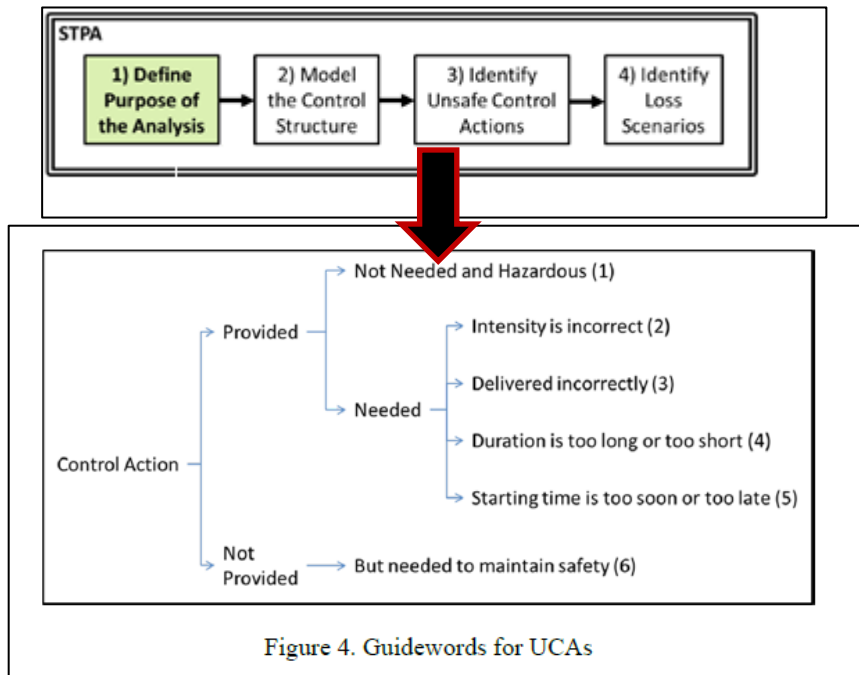 STPA
1) Define
Purpose of
the Analysis
2) Model
the Control
Structure
3) Identify
Unsafe Control
Actions
4) Identify
Loss
Scenarios
Not Needed and Hazardous (1)
Provided
Intensity is incorrect (2)
Delivered incorrectly (3)
Needed
Duration is too long or too short (4)
Control Action
Starting time is too soon or too late (5)
Not
Provided
But needed to maintain safety (6)
Figure 4. Guidewords for UCAs